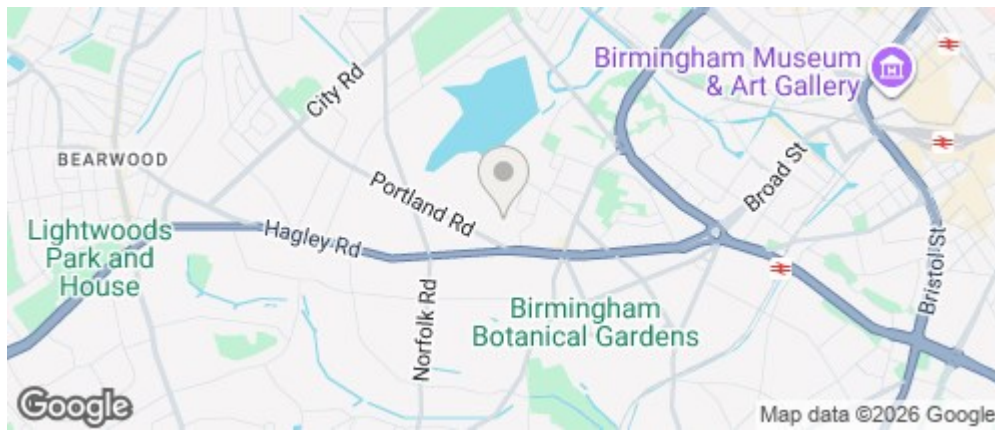 Birmingham Museum
& Art Gallery
City Rd
BEARWOOD
Broad St
Portland Rd
Lightwoods
Park and
House
Hagley Rd
Bristol St
Norfolk Rd
Birmingham
Botanical Gardens
Google
Map data ©2026 Google